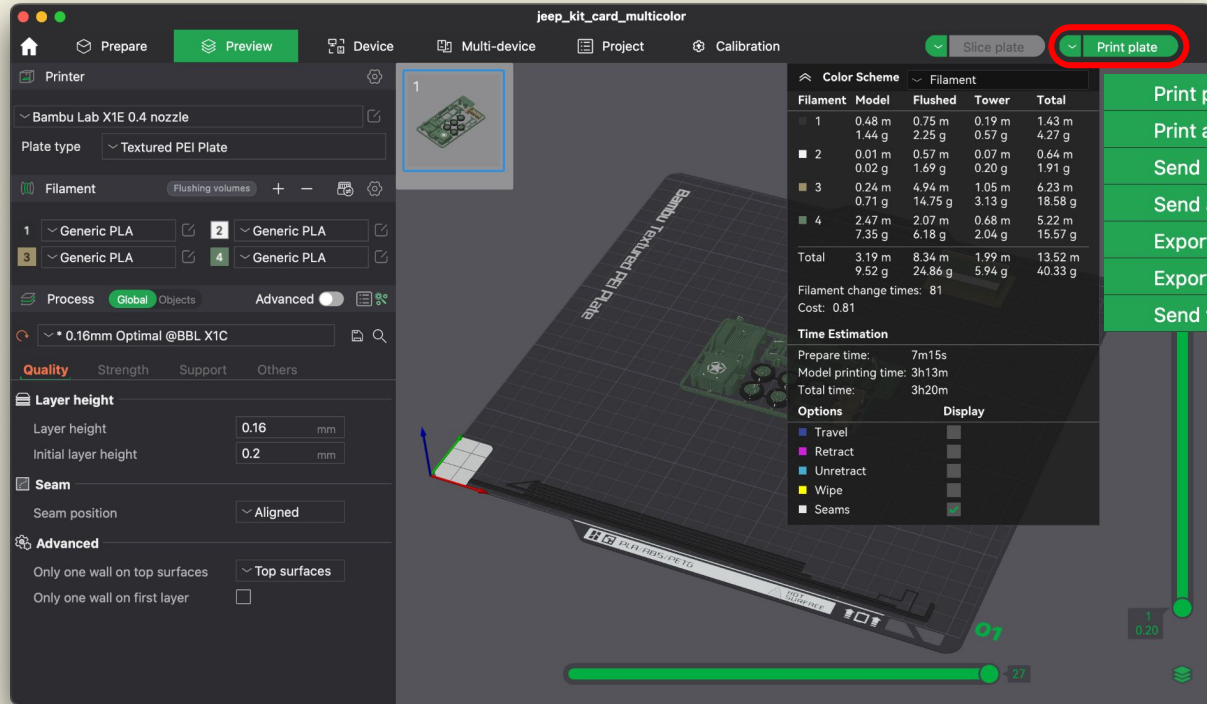 jeep_kit_card_multicolor
Prepare Preview Device Multi-device Project Calibration Slice plate Print plate
Printer
Bambu Lab X1E 0.4 nozzle
Plate type Textured PEI Plate
Filament Flushing volumes + −
1 Generic PLA 2 Generic PLA
3 Generic PLA 4 Generic PLA
Process Global Objects Advanced
* 0.16mm Optimal @BBL X1C
Quality Strength Support Others
Layer height
Layer height 0.16 mm
Initial layer height 0.2 mm
Seam
Seam position Aligned
Advanced
Only one wall on top surfaces Top surfaces
Only one wall on first layer
1
Bambu Textured PEI Plate
PLA/ABS/PETG
HOT SURFACE
01
Color Scheme Filament
Filament Model Flushed Tower Total
1 0.48 m 0.75 m 0.19 m 1.43 m
1.44 g 2.25 g 0.57 g 4.27 g
2 0.01 m 0.57 m 0.07 m 0.64 m
0.02 g 1.69 g 0.20 g 1.91 g
3 0.24 m 4.94 m 1.05 m 6.23 m
0.71 g 14.75 g 3.13 g 18.58 g
4 2.47 m 2.07 m 0.68 m 5.22 m
7.35 g 6.18 g 2.04 g 15.57 g
Total 3.19 m 8.34 m 1.99 m 13.52 m
9.52 g 24.86 g 5.94 g 40.33 g
Filament change times: 81
Cost: 0.81
Time Estimation
Prepare time: 7m15s
Model printing time: 3h13m
Total time: 3h20m
Options Display
Travel
Retract
Unretract
Wipe
Seams
Print
Print
Send
Send
Send
1
0.20
27